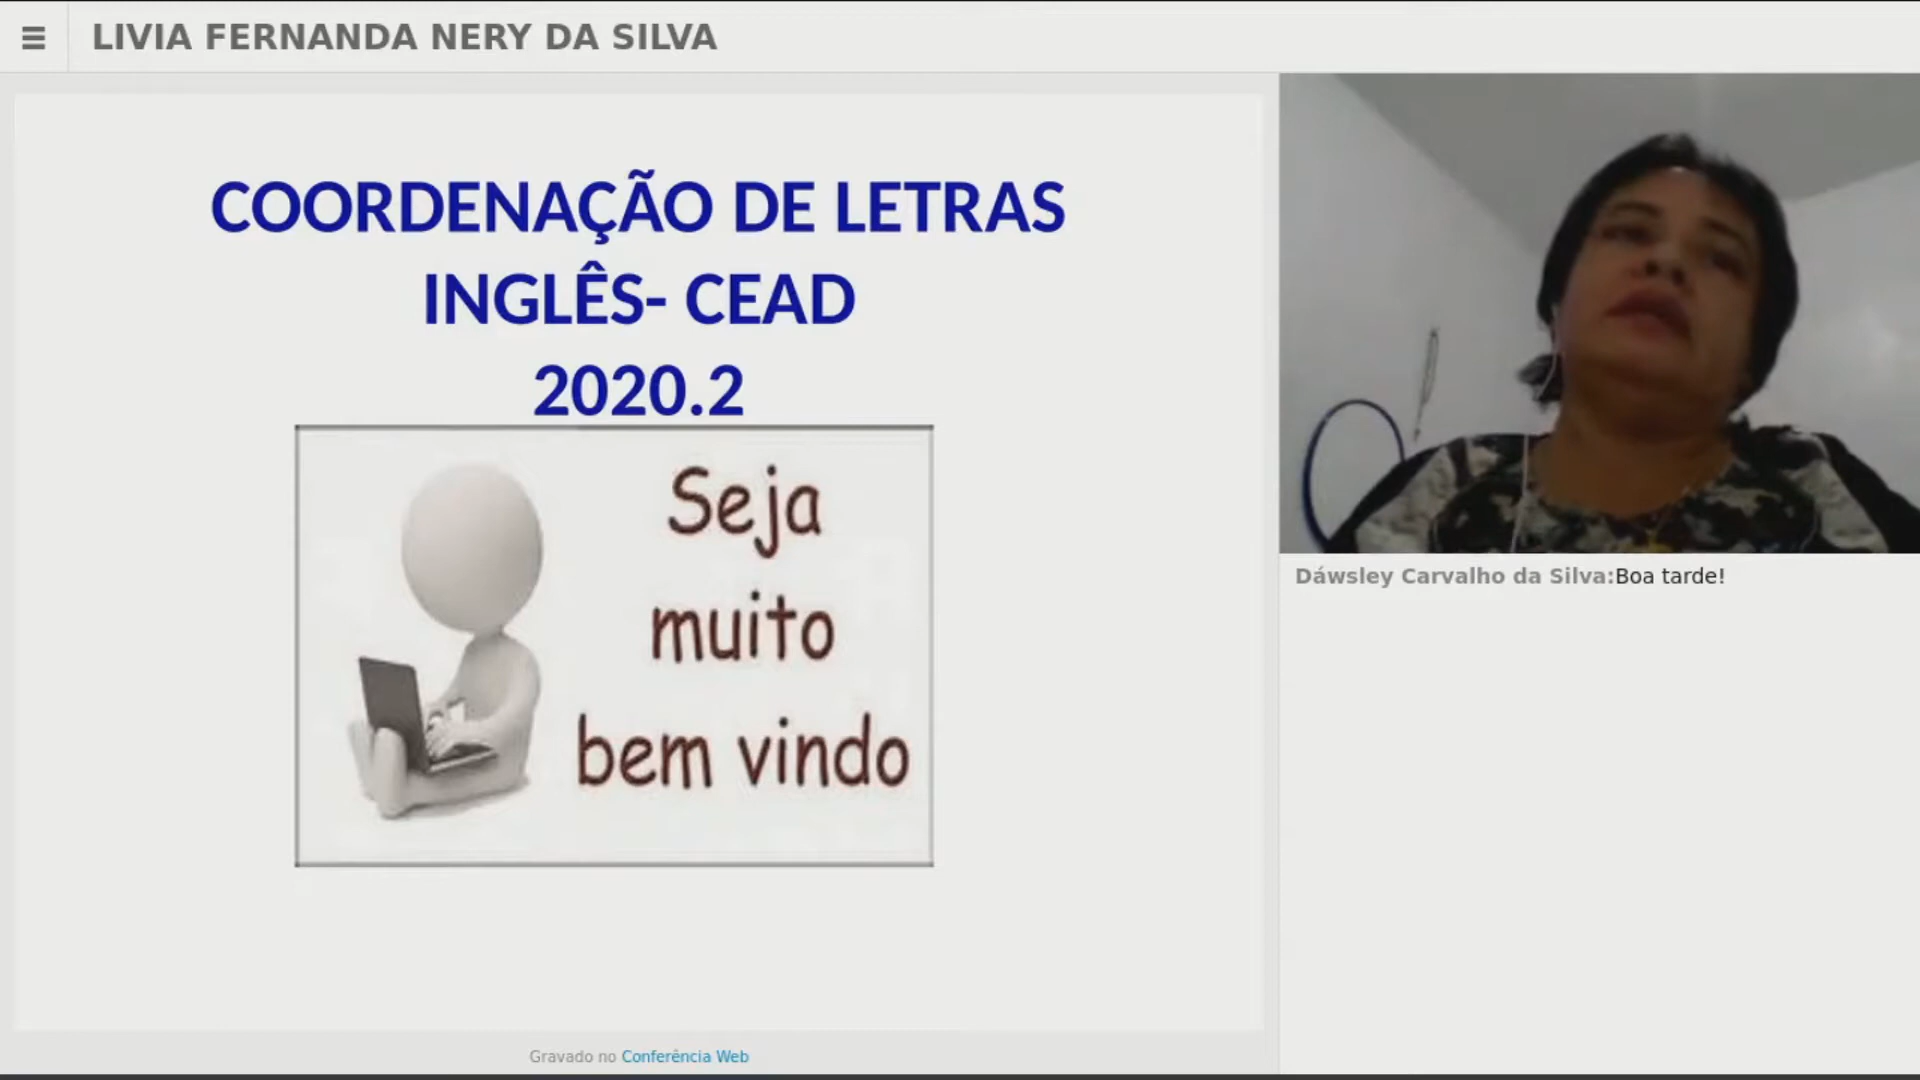 LIVIA FERNANDA NERY DA SILVA
COORDENAÇÃO DE LETRAS
INGLÊS- CEAD
2020.2
Seja
muito
bem vindo
Dáwsley Carvalho da Silva:Boa tarde!
Gravado no Conferência Web